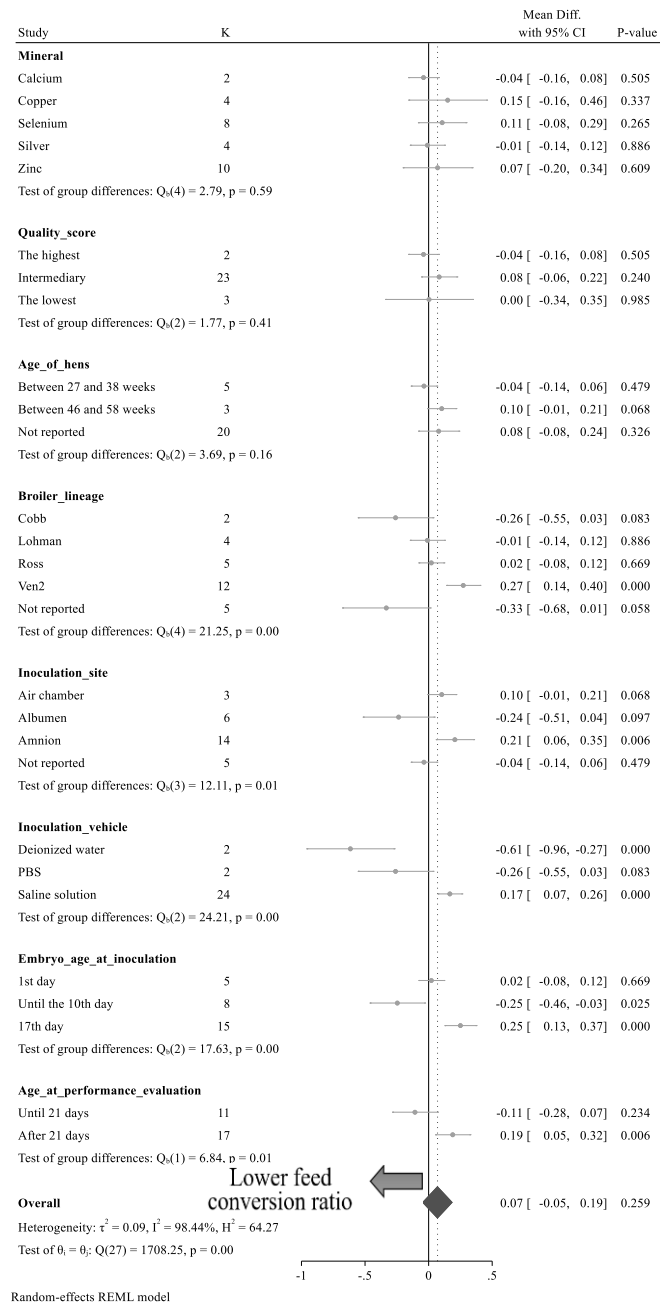 Mean Diff.
Study K with 95% CI P-value
Mineral
Calcium 2 -0.04 [ -0.16, 0.08] 0.505
Copper 4 0.15 [ -0.16, 0.46] 0.337
Selenium 8 0.11 [ -0.08, 0.29] 0.265
Silver 4 -0.01 [ -0.14, 0.12] 0.886
Zinc 10 0.07 [ -0.20, 0.34] 0.609
Test of group differences: Q_b(4) = 2.79, p = 0.59
Quality_score
The highest 2 -0.04 [ -0.16, 0.08] 0.505
Intermediary 23 0.08 [ -0.06, 0.22] 0.240
The lowest 3 0.00 [ -0.34, 0.35] 0.985
Test of group differences: Q_b(2) = 1.77, p = 0.41
Age_of_hens
Between 27 and 38 weeks 5 -0.04 [ -0.14, 0.06] 0.479
Between 46 and 58 weeks 3 0.10 [ -0.01, 0.21] 0.068
Not reported 20 0.08 [ -0.08, 0.24] 0.326
Test of group differences: Q_b(2) = 3.69, p = 0.16
Broiler_lineage
Cobb 2 -0.26 [ -0.55, 0.03] 0.083
Lohman 4 -0.01 [ -0.14, 0.12] 0.886
Ross 5 0.02 [ -0.08, 0.12] 0.669
Ven2 12 0.27 [ 0.14, 0.40] 0.000
Not reported 5 -0.33 [ -0.68, 0.01] 0.058
Test of group differences: Q_b(4) = 21.25, p = 0.00
Inoculation_site
Air chamber 3 0.10 [ -0.01, 0.21] 0.068
Albumen 6 -0.24 [ -0.51, 0.04] 0.097
Amnion 14 0.21 [ 0.06, 0.35] 0.006
Not reported 5 -0.04 [ -0.14, 0.06] 0.479
Test of group differences: Q_b(3) = 12.11, p = 0.01
Inoculation_vehicle
Deionized water 2 -0.61 [ -0.96, -0.27] 0.000
PBS 2 -0.26 [ -0.55, 0.03] 0.083
Saline solution 24 0.17 [ 0.07, 0.26] 0.000
Test of group differences: Q_b(2) = 24.21, p = 0.00
Embryo_age_at_inoculation
1st day 5 0.02 [ -0.08, 0.12] 0.669
Until the 10th day 8 -0.25 [ -0.46, -0.03] 0.025
17th day 15 0.25 [ 0.13, 0.37] 0.000
Test of group differences: Q_b(2) = 17.63, p = 0.00
Age_at_performance_evaluation
Until 21 days 11 -0.11 [ -0.28, 0.07] 0.234
After 21 days 17 0.19 [ 0.05, 0.32] 0.006
Test of group differences: Q_b(1) = 6.84, p = 0.01
Lower feed
conversion ratio
Overall 0.07 [ -0.05, 0.19] 0.259
Heterogeneity: τ² = 0.09, I² = 98.44%, H² = 64.27
Test of θᵢ = θⱼ: Q(27) = 1708.25, p = 0.00
-1 -.5 0 .5
Random-effects REML model